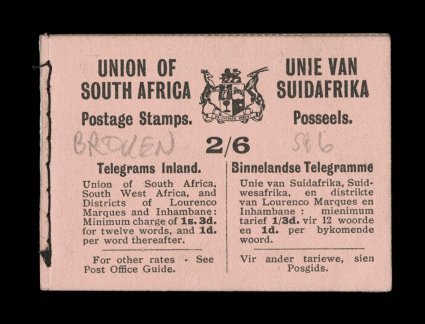 UNION OF
SOUTH AFRICA
Postage Stamps.
UNIE VAN
SUIDAFRIKA
Posseels.
BROKEN
2/6
SB6
Telegrams Inland.
Union of South Africa,
South West Africa, and
Districts of Lourenco
Marques and Inhambane:
Minimum charge of 1s. 3d.
for twelve words, and 1d.
per word thereafter.
For other rates - See
Post Office Guide.
Binnelandse Telegramme
Unie van Suidafrika, Suid-
wesafrika, en distrikte
van Lourenco Marques en
Inhambane: mienimum
tarief 1/3d. vir 12 woorde
en 1d. per bykomende
woord.
Vir ander tariewe, sien
Posgids.